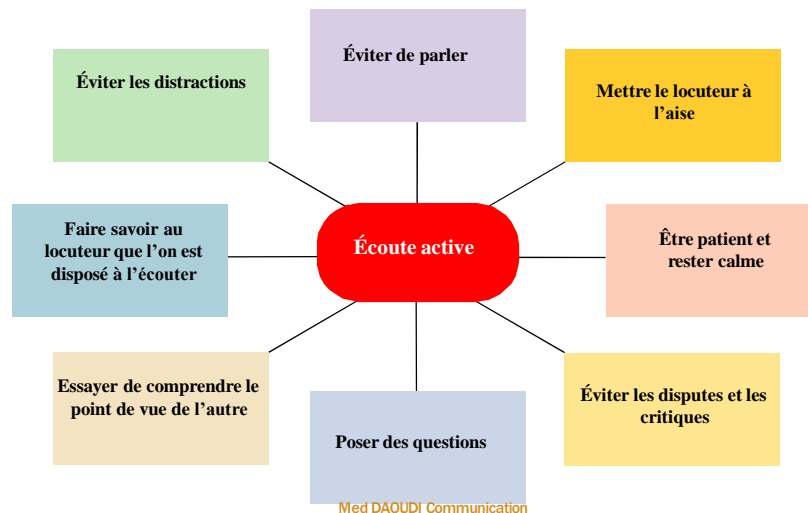 Éviter de parler
Éviter les distractions
Mettre le locuteur à
l’aise
Faire savoir au
locuteur que l’on est
disposé à l’écouter
Écoute active
Être patient et
rester calme
Essayer de comprendre le
point de vue de l’autre
Poser des questions
Éviter les disputes et les
critiques
Med DAOUDI Communication